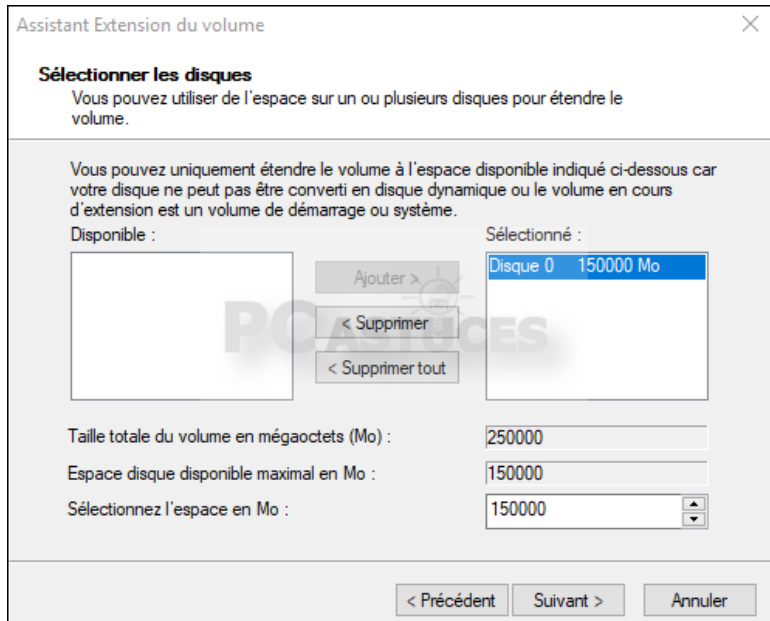 Assistant Extension du volume
Sélectionner les disques
Vous pouvez utiliser de l'espace sur un ou plusieurs disques pour étendre le
volume.
Vous pouvez uniquement étendre le volume à l'espace disponible indiqué ci-dessous car
votre disque ne peut pas être converti en disque dynamique ou le volume en cours
d'extension est un volume de démarrage ou système.
Disponible :
Sélectionné :
Disque 0 150000 Mo
Ajouter >
< Supprimer
< Supprimer tout
PC ASTUCES
Taille totale du volume en mégaoctets (Mo) : 250000
Espace disque disponible maximal en Mo : 150000
Sélectionnez l'espace en Mo : 150000
< Précédent Suivant > Annuler